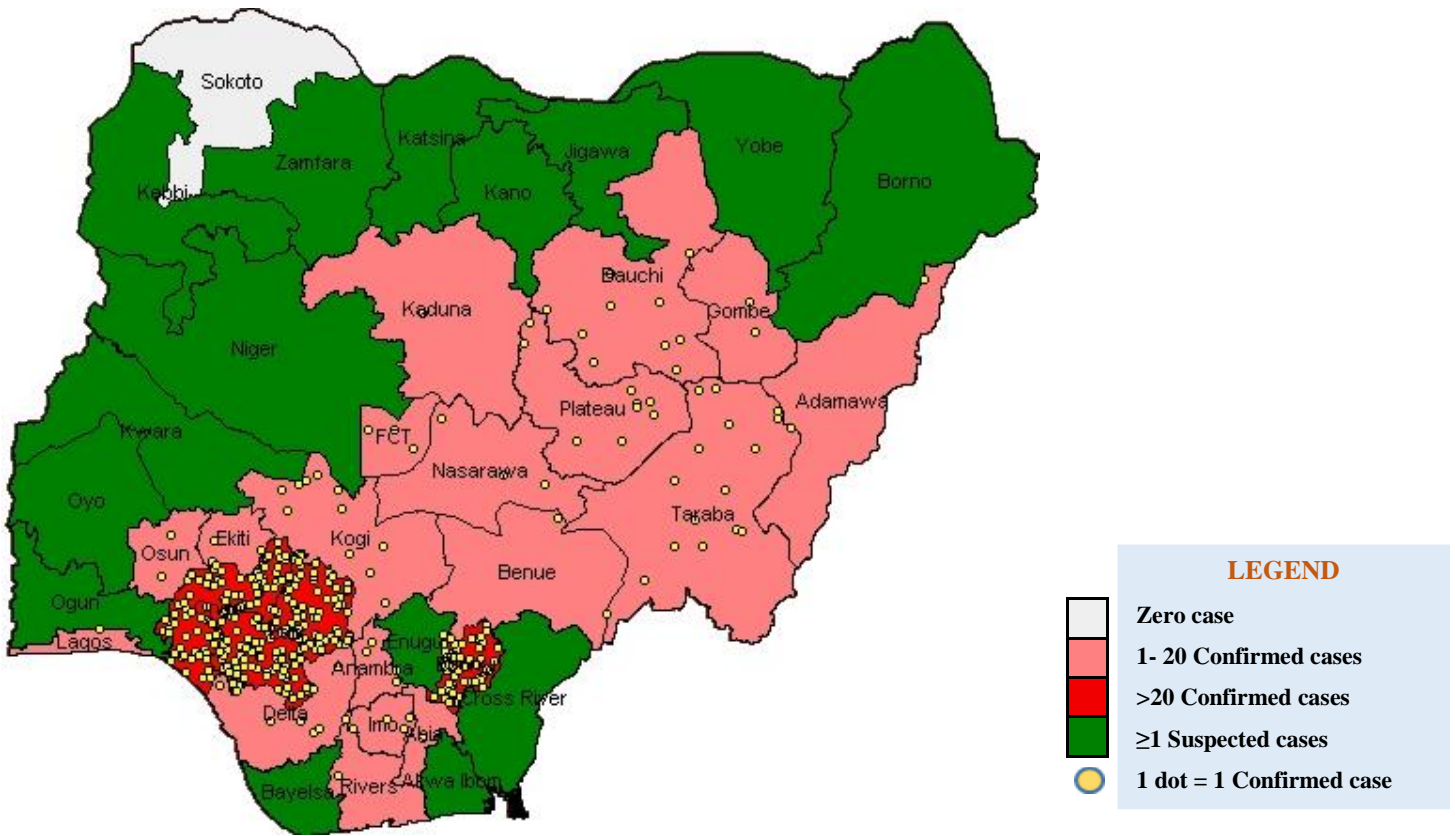 Sokoto
Katsina
Jigawa
Yobe
Zamfara
Borno
Kebbi
Kano
Bauchi
Kaduna
Gombe
Niger
Adamawa
Plateau
Kwara
FCT
Nasarawa
Oyo
Taraba
Ekiti
Kogi
Osun
Benue
Ogun
Lagos
Enugu
Anambra
Cross River
Delta
Imo
Abia
Bayelsa
Rivers
Akwa Ibom
LEGEND
Zero case
1- 20 Confirmed cases
>20 Confirmed cases
≥1 Suspected cases
1 dot = 1 Confirmed case